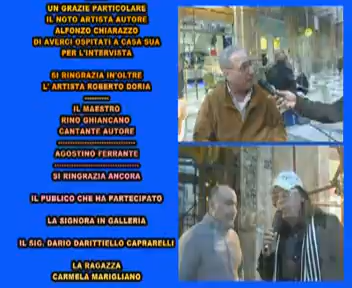 UN GRAZIE PARTICOLARE
IL NOTO ARTISTA AUTORE
ALFONZO CHIARAZZO
DI AVERCI OSPITATI A CASA SUA
PER L'INTERVISTA
SI RINGRAZIA IN'OLTRE
L' ARTISTA ROBERTO DORIA
----------
IL MAESTRO
RINO GHIANCANO
CANTANTE AUTORE
------------------------------
AGOSTINO FERRANTE
--------------------------------
SI RINGRAZIA ANCORA
IL PUBLICO CHE HA PARTECIPATO
LA SIGNORA IN GALLERIA
IL SIG. DARIO DARITTIELLO CAPRARELLI
LA RAGAZZA
CARMELA MARIGLIANO